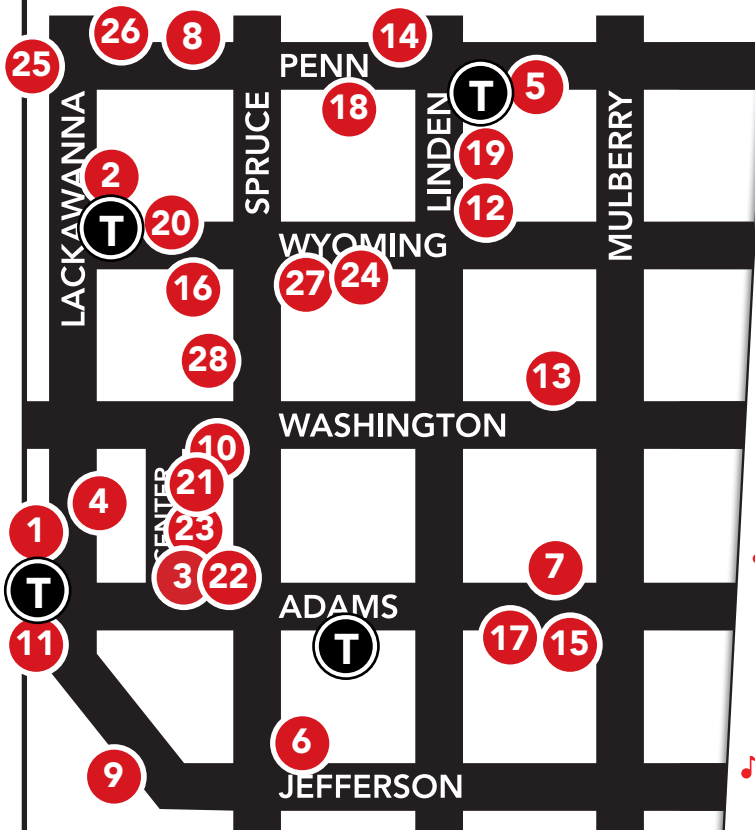 26
8
14
25
PENN
T
5
18
LACKAWANNA
SPRUCE
LINDEN
MULBERRY
19
2
12
20
T
WYOMING
16
27
24
28
13
WASHINGTON
10
21
CENTER
4
1
23
7
3
22
T
ADAMS
11
T
17
15
6
9
JEFFERSON